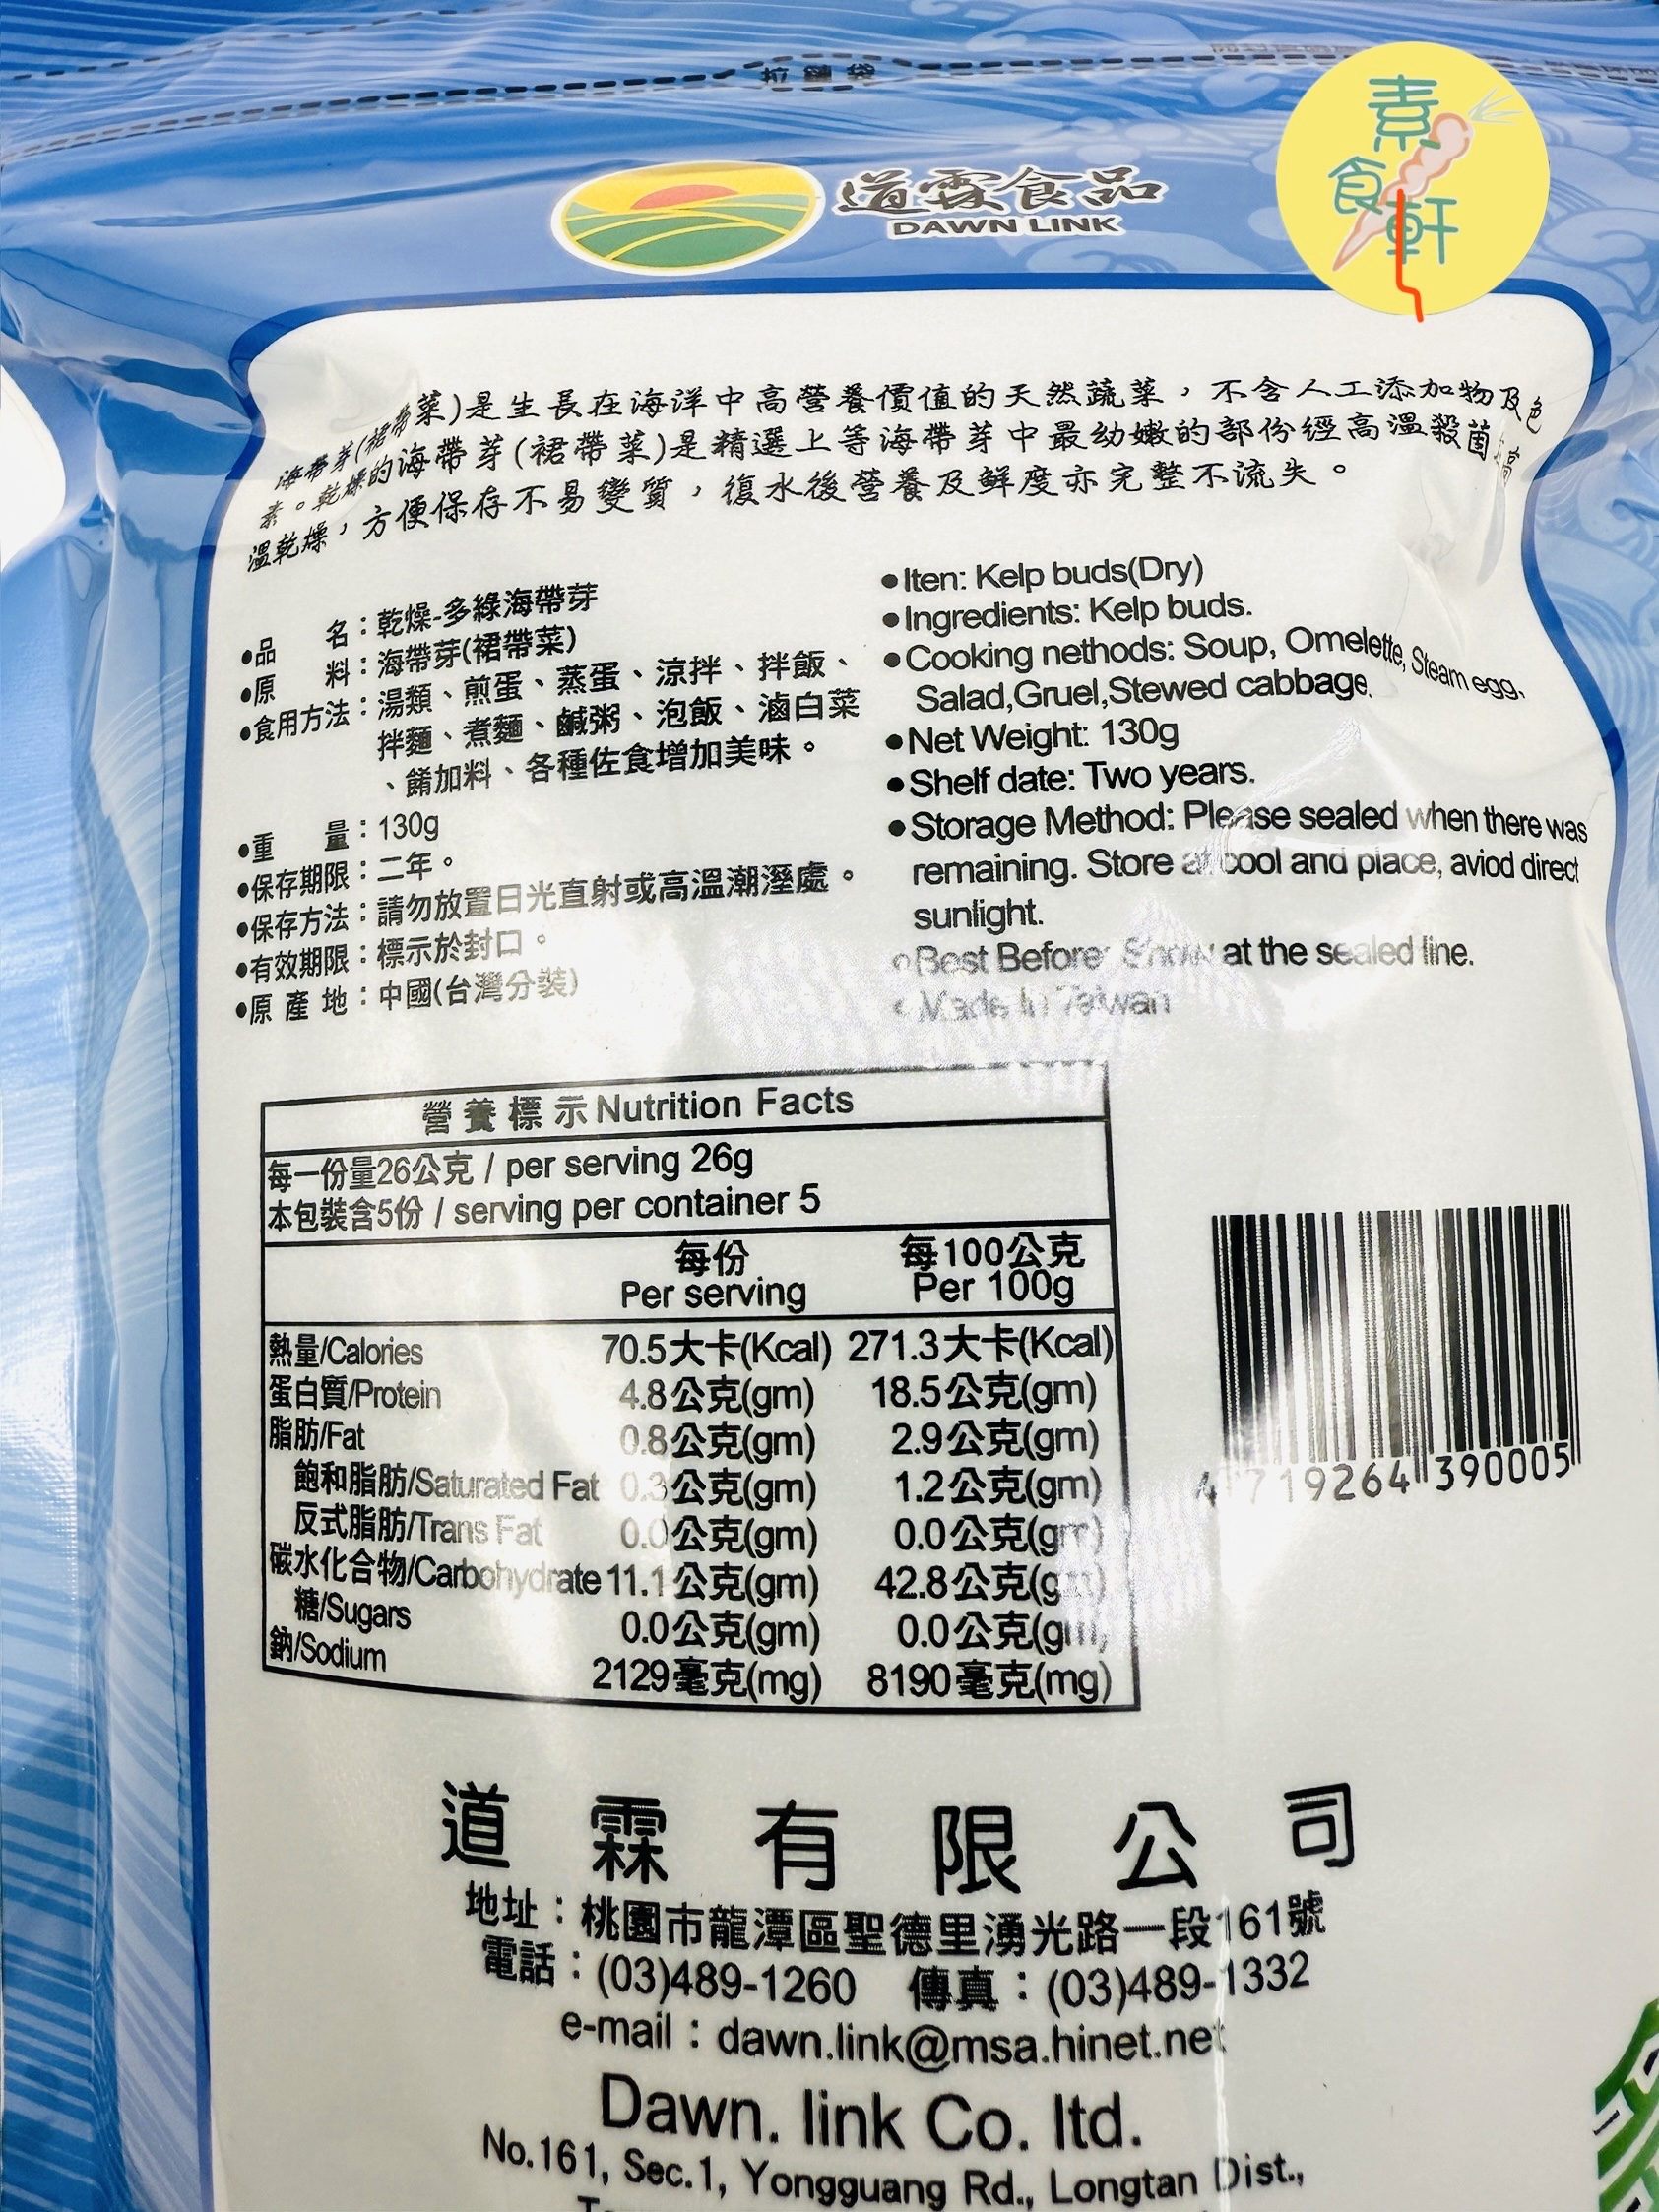 拉鏈袋
素
食軒
道霖食品
DAWN LINK
海帶芽(裙帶菜)是生長在海洋中高營養價值的天然蔬菜，不含人工添加物及色
素。乾燥的海帶芽(裙帶菜)是精選上等海帶芽中最幼嫩的部份經高溫殺菌 高
溫乾燥，方便保存不易變質，復水後營養及鮮度亦完整不流失。
•品 名：乾燥-多綠海帶芽
•原 料：海帶芽(裙帶菜)
•食用方法：湯類、煎蛋、蒸蛋、涼拌、拌飯、
拌麵、煮麵、鹹粥、泡飯、滷白菜
、餡加料、各種佐食增加美味。
•重 量：130g
•保存期限：二年。
•保存方法：請勿放置日光直射或高溫潮溼處。
•有效期限：標示於封口。
•原產地：中國(台灣分裝)
•Iten: Kelp buds(Dry)
•Ingredients: Kelp buds.
•Cooking nethods: Soup, Omelette, Steam egg,
Salad,Gruel,Stewed cabbage.
•Net Weight: 130g
•Shelf date: Two years.
•Storage Method: Please sealed when there was
remaining. Store at cool and place, aviod direct
sunlight.
•Best Before: Show at the sealed line.
•Made In Taiwan
營養標示Nutrition Facts
每一份量26公克 / per serving 26g
本包裝含5份 / serving per container 5
每份 每100公克
Per serving Per 100g
熱量/Calories 70.5大卡(Kcal) 271.3大卡(Kcal)
蛋白質/Protein 4.8公克(gm) 18.5公克(gm)
脂肪/Fat 0.8公克(gm) 2.9公克(gm)
飽和脂肪/Saturated Fat 0.3公克(gm) 1.2公克(gm)
反式脂肪/Trans Fat 0.0公克(gm) 0.0公克(gm)
碳水化合物/Carbohydrate 11.1公克(gm) 42.8公克(gm)
糖/Sugars 0.0公克(gm) 0.0公克(gm)
鈉/Sodium 2129毫克(mg) 8190毫克(mg)
4 719264 390005
道霖有限公司
地址：桃園市龍潭區聖德里湧光路一段161號
電話：(03)489-1260 傳真：(03)489-1332
e-mail：dawn.link@msa.hinet.net
Dawn. link Co. ltd.
No.161, Sec.1, Yongguang Rd., Longtan Dist.,